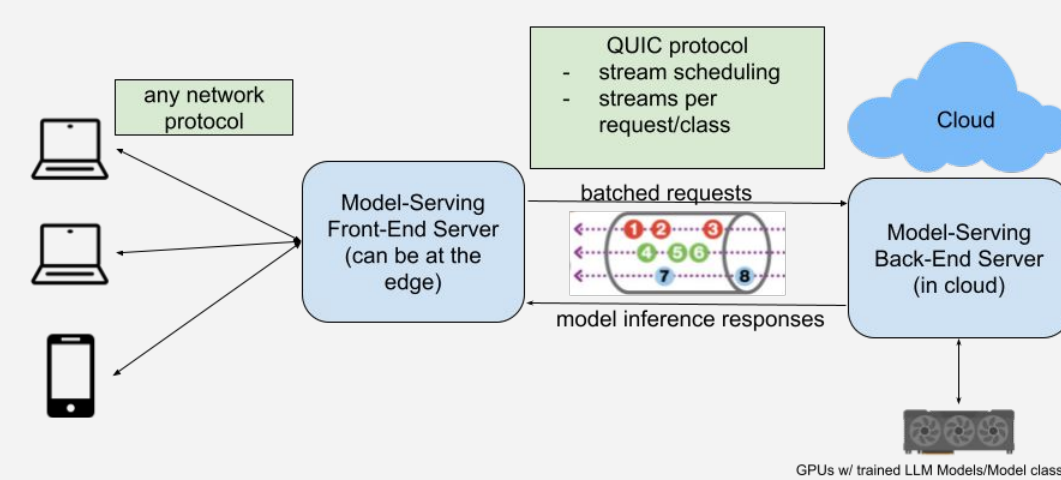 any network
protocol
QUIC protocol
- stream scheduling
- streams per
request/class
Cloud
Model-Serving
Front-End Server
(can be at the
edge)
batched requests
1 2 3
4 5 6
7 8
model inference responses
Model-Serving
Back-End Server
(in cloud)
GPUs w/ trained LLM Models/Model class